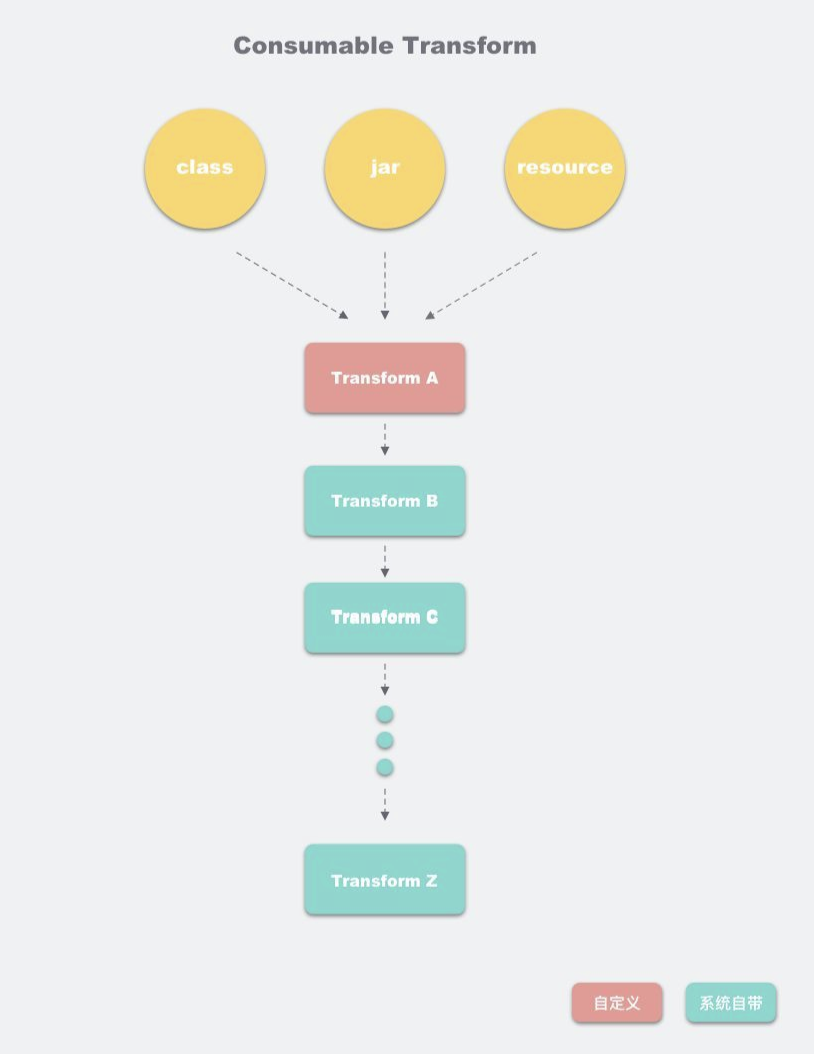 Consumable Transform
class
jar
resource
Transform A
Transform B
Transform C
Transform Z
自定义
系统自带